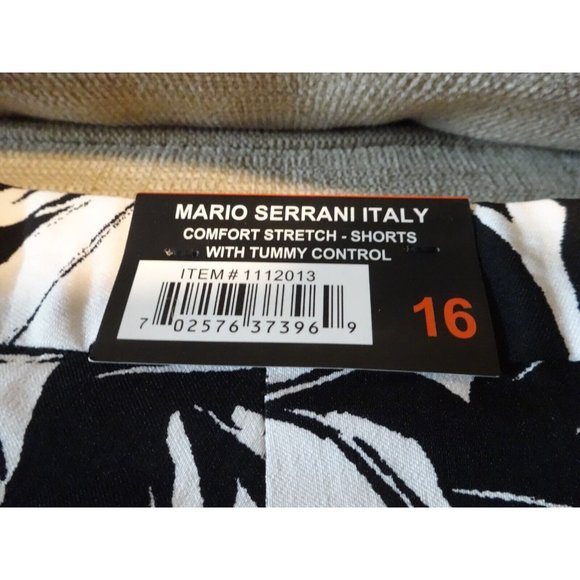 MARIO SERRANI ITALY
COMFORT STRETCH - SHORTS
WITH TUMMY CONTROL
ITEM # 1112013
7 02576 37396 9
16